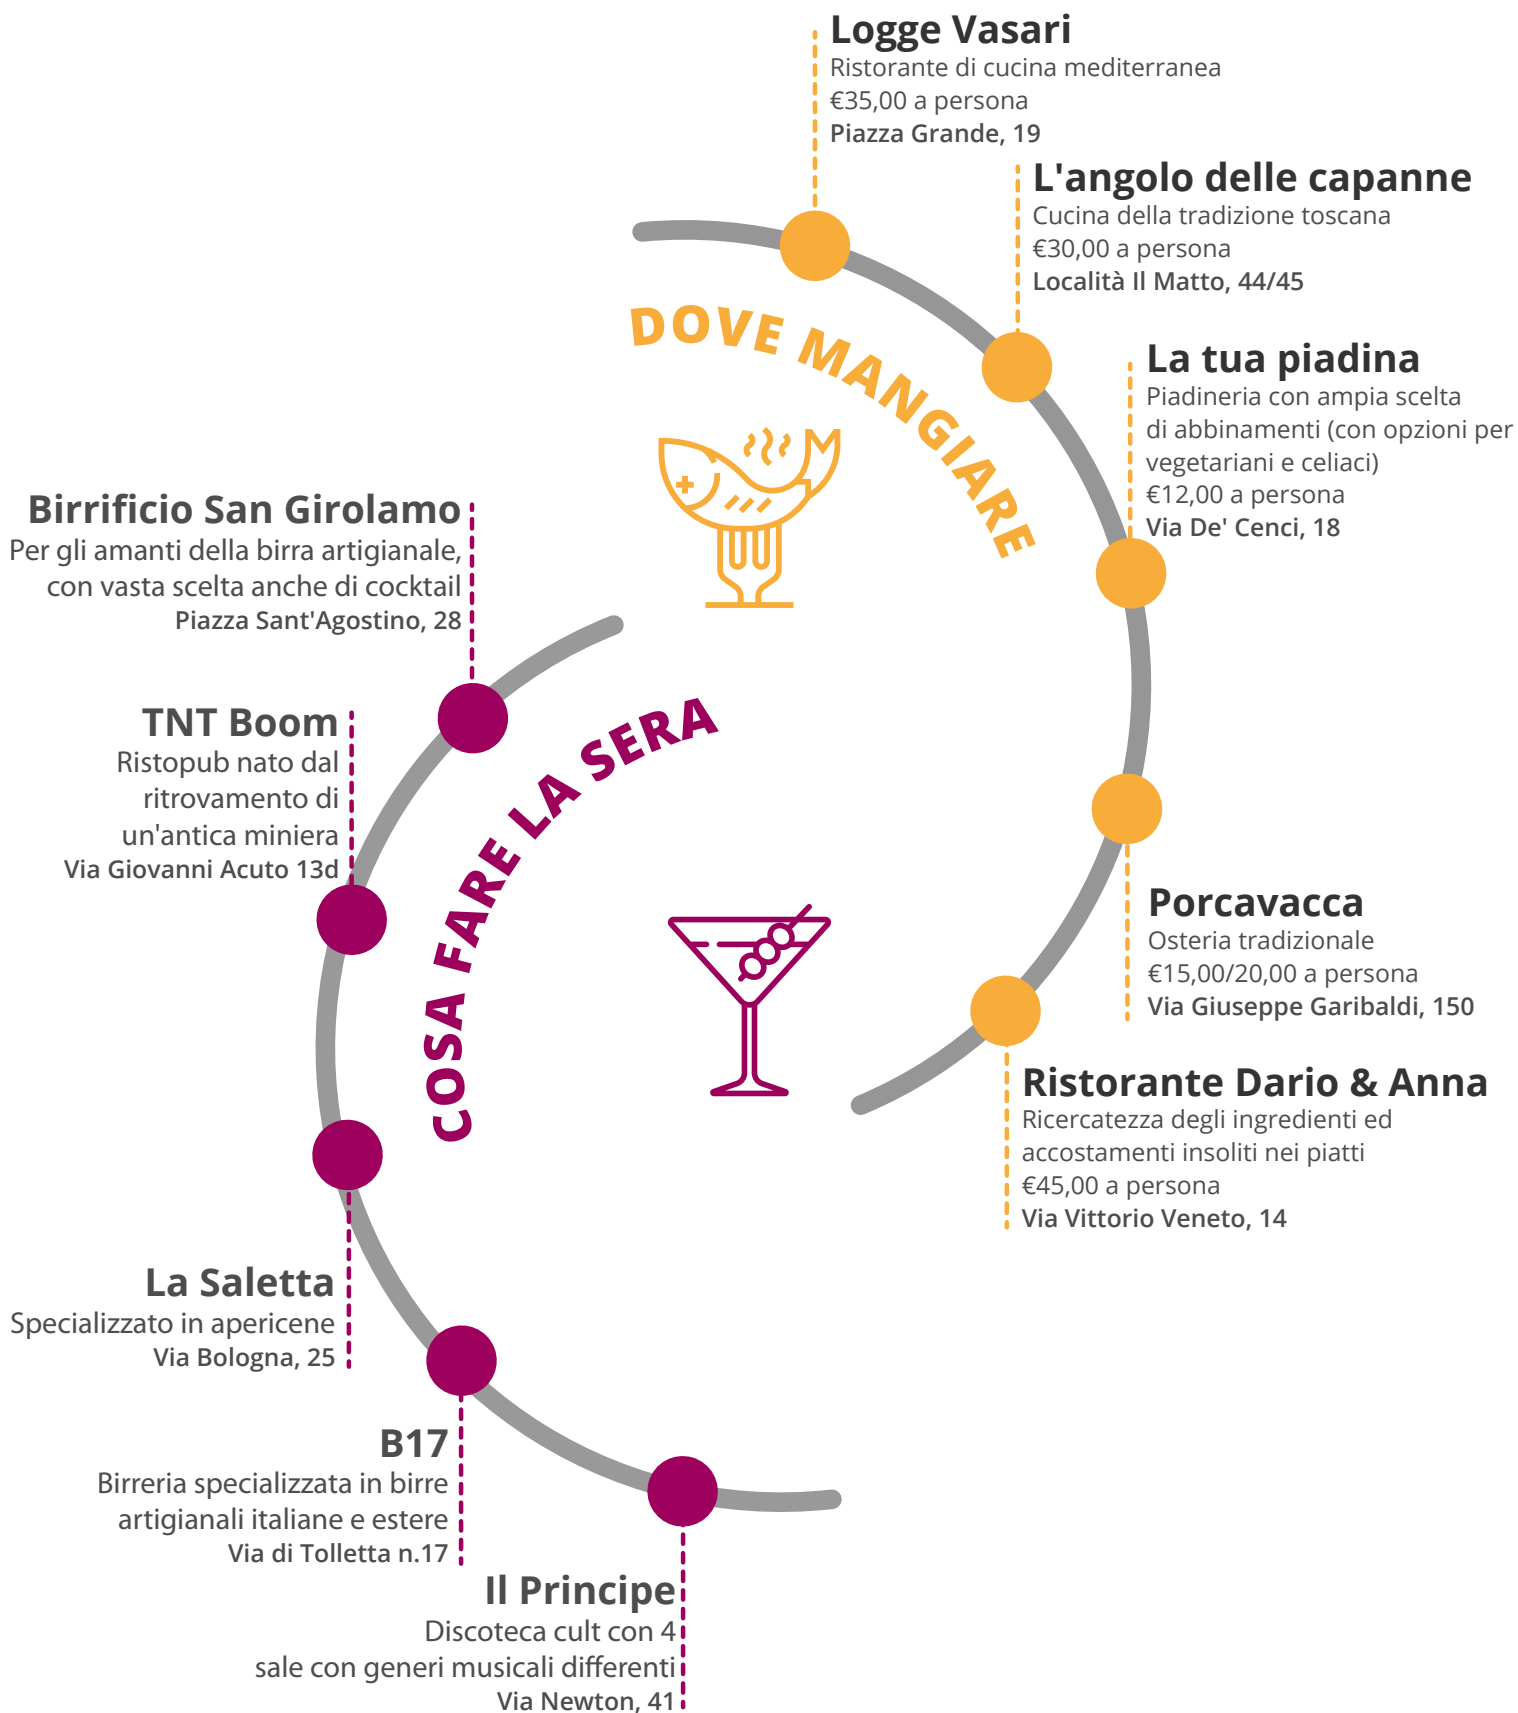 Logge Vasari
Ristorante di cucina mediterranea
€35,00 a persona
Piazza Grande, 19
L'angolo delle capanne
Cucina della tradizione toscana
€30,00 a persona
Località Il Matto, 44/45
DOVE MANGIARE
La tua piadina
Piadineria con ampia scelta
di abbinamenti (con opzioni per
vegetariani e celiaci)
€12,00 a persona
Via De' Cenci, 18
Porcavacca
Osteria tradizionale
€15,00/20,00 a persona
Via Giuseppe Garibaldi, 150
Ristorante Dario & Anna
Ricercatezza degli ingredienti ed
accostamenti insoliti nei piatti
€45,00 a persona
Via Vittorio Veneto, 14
Birrificio San Girolamo
Per gli amanti della birra artigianale,
con vasta scelta anche di cocktail
Piazza Sant'Agostino, 28
COSA FARE LA SERA
TNT Boom
Ristopub nato dal
ritrovamento di
un'antica miniera
Via Giovanni Acuto 13d
La Saletta
Specializzato in apericene
Via Bologna, 25
B17
Birreria specializzata in birre
artigianali italiane e estere
Via di Tolletta n.17
Il Principe
Discoteca cult con 4
sale con generi musicali differenti
Via Newton, 41